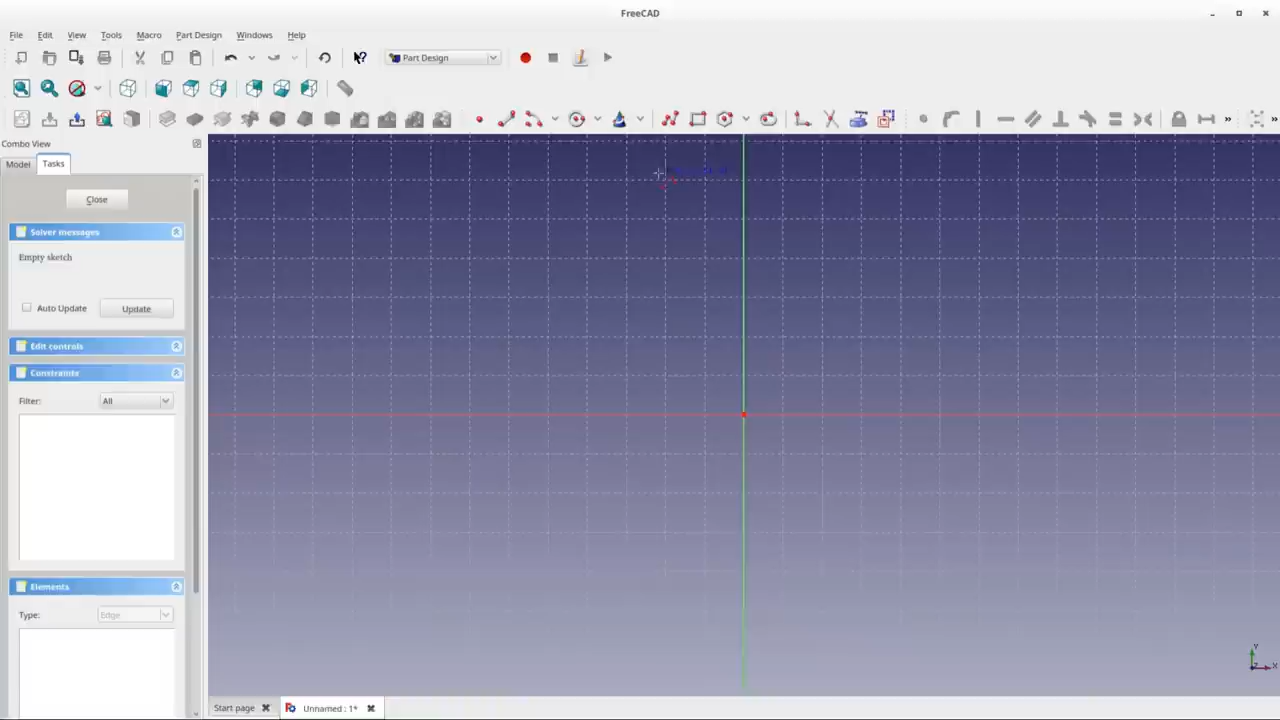 FreeCAD
File Edit View Tools Macro Part Design Windows Help
Part Design
Combo View
Model Tasks
Close
Solver messages
Empty sketch
Auto Update Update
Edit controls
Constraints
Filter: All
Elements
Type: Edge
Y
Z X
Start page Unnamed : 1*